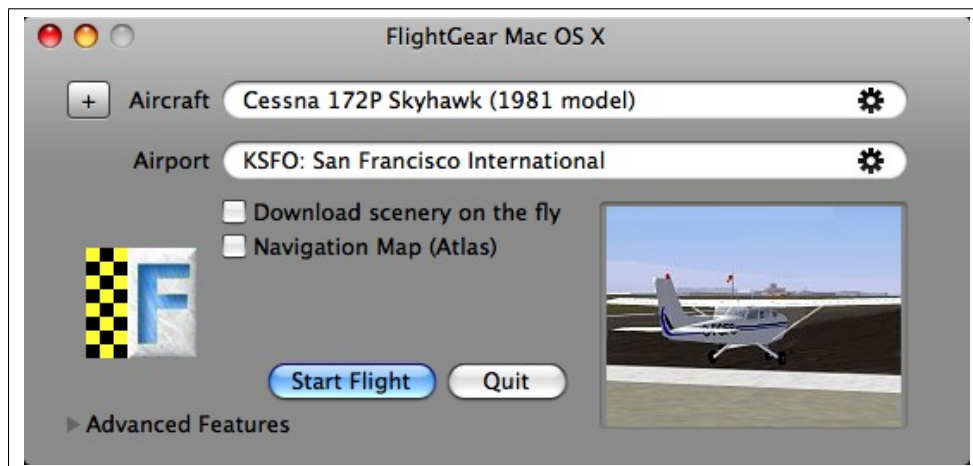 FlightGear Mac OS X
+ Aircraft Cessna 172P Skyhawk (1981 model)
Airport KSFO: San Francisco International
Download scenery on the fly
Navigation Map (Atlas)
F
Start Flight Quit
Advanced Features